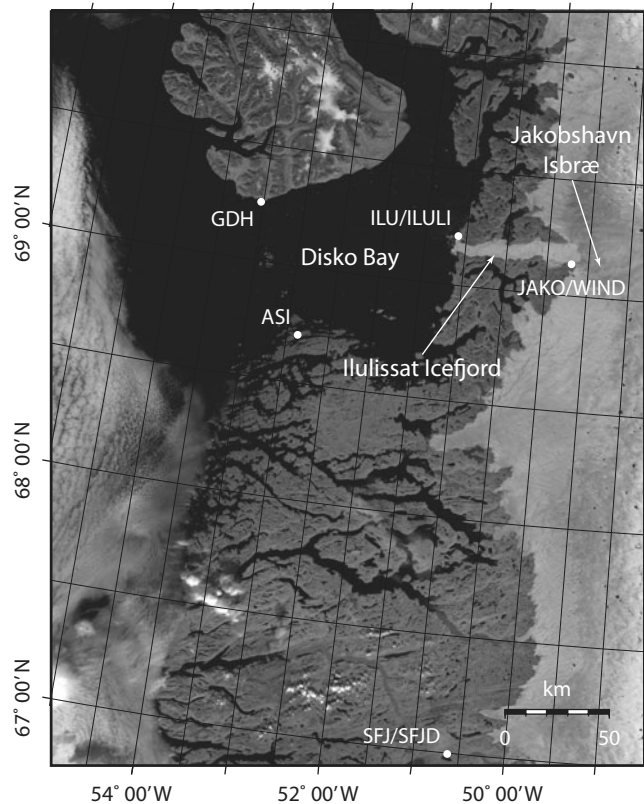 Jakobshavn
Isbræ
GDH
ILU/ILULI
Disko Bay
JAKO/WIND
ASI
Ilulissat Icefjord
69° 00'N
68° 00'N
67° 00'N
km
0 50
SFJ/SFJD
54° 00'W 52° 00'W 50° 00'W